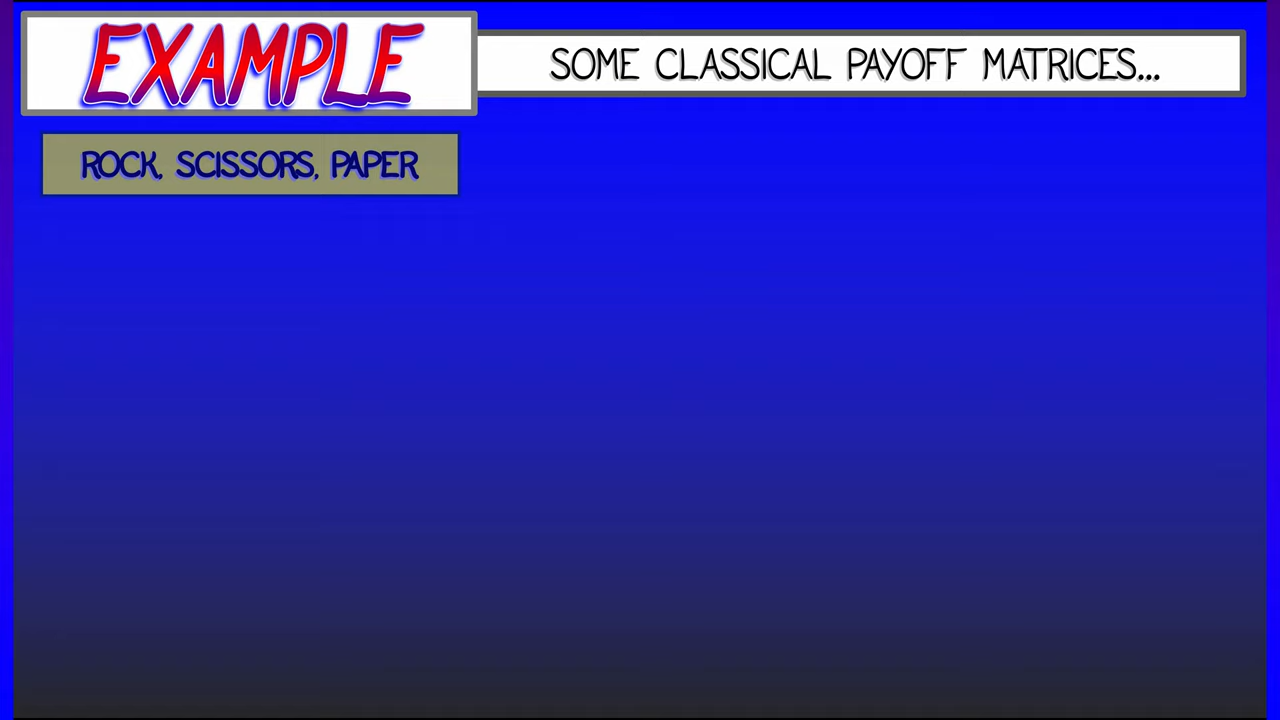 EXAMPLE
SOME CLASSICAL PAYOFF MATRICES...
ROCK, SCISSORS, PAPER